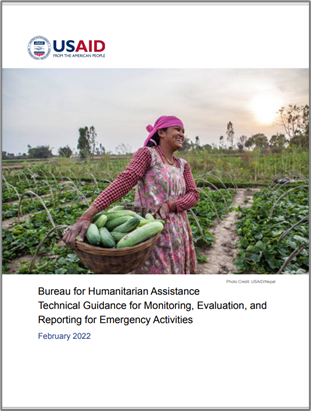 USAID
FROM THE AMERICAN PEOPLE
Photo Credit: USAID/Nepal
Bureau for Humanitarian Assistance
Technical Guidance for Monitoring, Evaluation, and
Reporting for Emergency Activities
February 2022